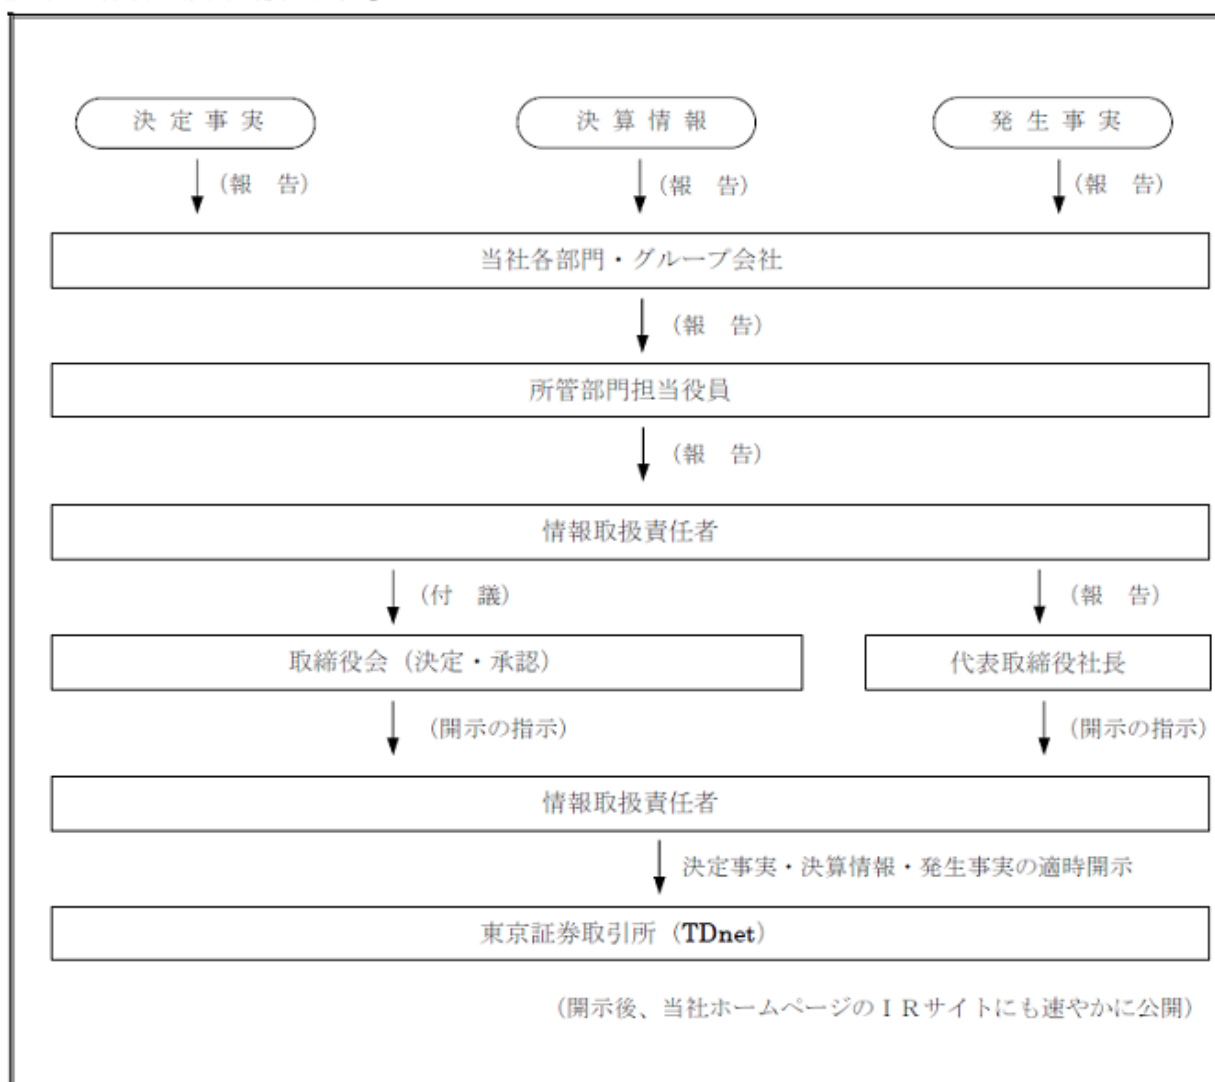 決定事実
決算情報
発生事実
（報　告）
（報　告）
（報　告）
当社各部門・グループ会社
（報　告）
所管部門担当役員
（報　告）
情報取扱責任者
（付　議）
（報　告）
取締役会（決定・承認）
代表取締役社長
（開示の指示）
（開示の指示）
情報取扱責任者
決定事実・決算情報・発生事実の適時開示
東京証券取引所（TDnet）
（開示後、当社ホームページのＩＲサイトにも速やかに公開）